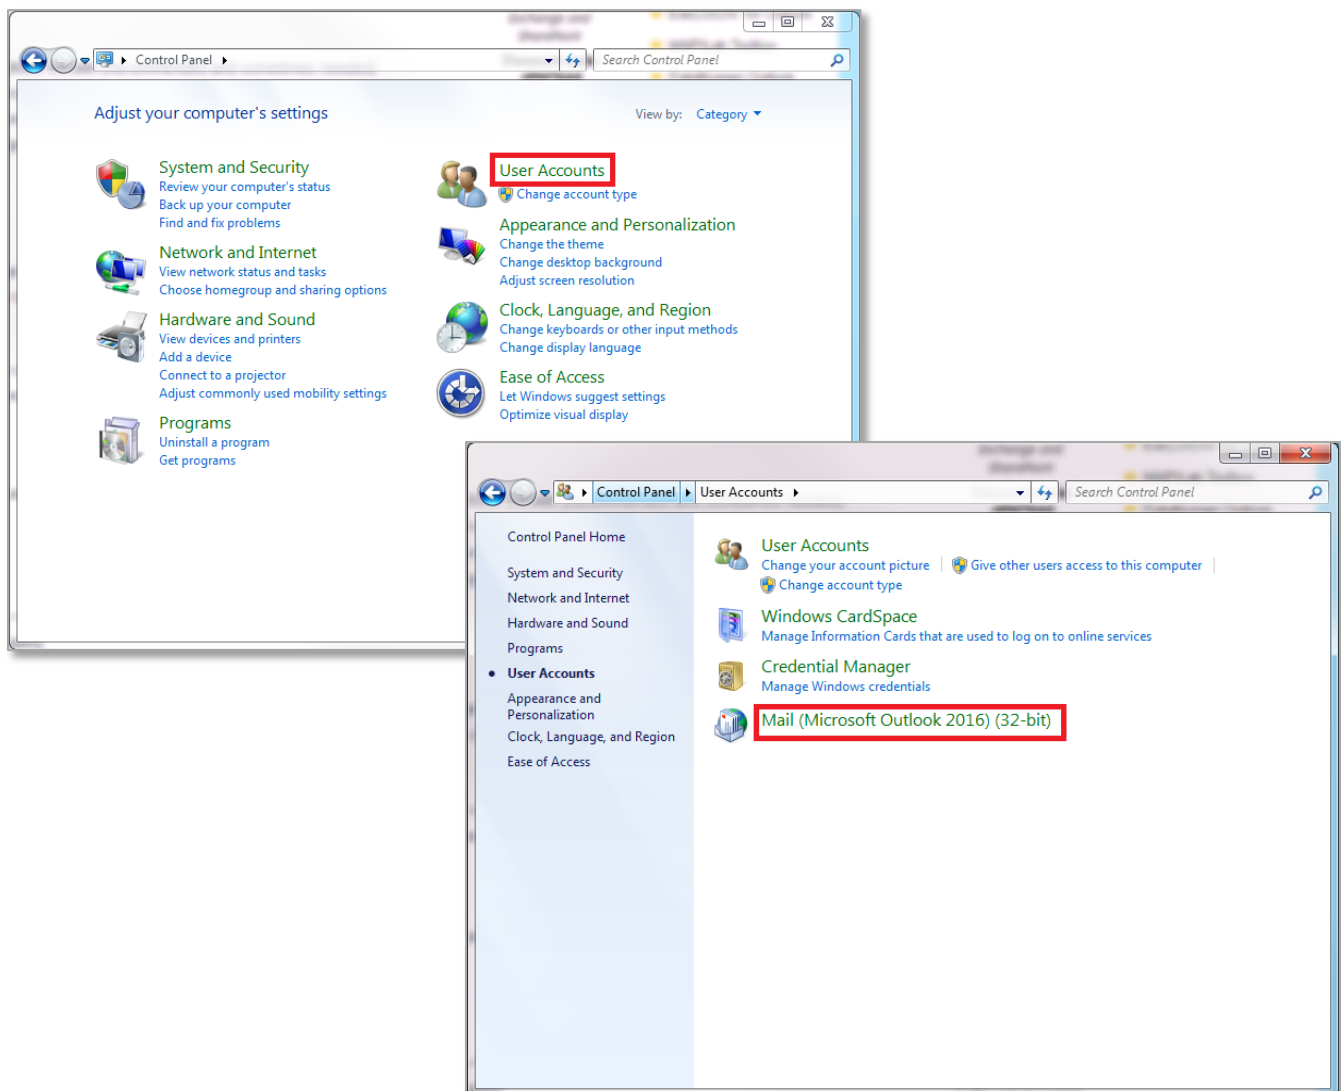 Control Panel
Search Control Panel
Adjust your computer's settings
View by: Category
System and Security
Review your computer's status
Back up your computer
Find and fix problems
Network and Internet
View network status and tasks
Choose homegroup and sharing options
Hardware and Sound
View devices and printers
Add a device
Connect to a projector
Adjust commonly used mobility settings
Programs
Uninstall a program
Get programs
User Accounts
Change account type
Appearance and Personalization
Change the theme
Change desktop background
Adjust screen resolution
Clock, Language, and Region
Change keyboards or other input methods
Change display language
Ease of Access
Let Windows suggest settings
Optimize visual display
Control Panel User Accounts
Search Control Panel
Control Panel Home
System and Security
Network and Internet
Hardware and Sound
Programs
User Accounts
Appearance and
Personalization
Clock, Language, and Region
Ease of Access
User Accounts
Change your account picture Give other users access to this computer
Change account type
Windows CardSpace
Manage Information Cards that are used to log on to online services
Credential Manager
Manage Windows credentials
Mail (Microsoft Outlook 2016) (32-bit)